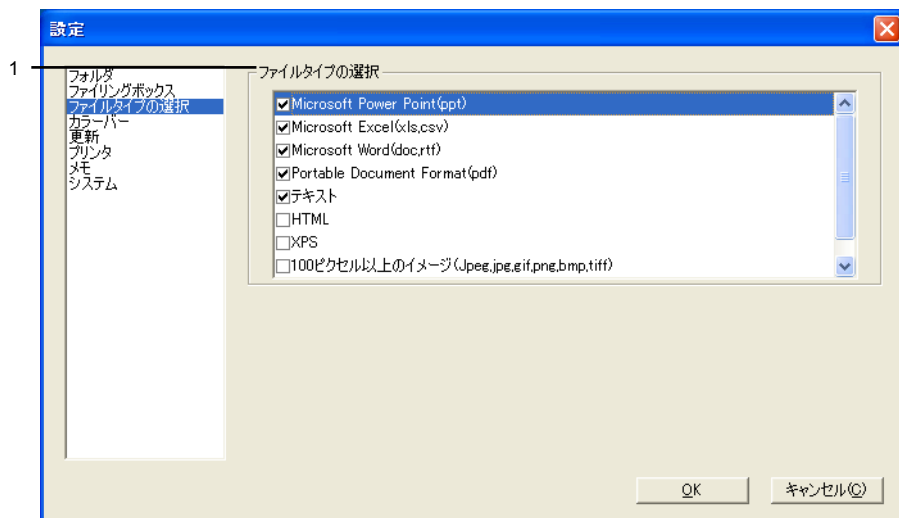 設定
1
フォルダ
ファイリングボックス
ファイルタイプの選択
カラーバー
更新
プリンタ
メモ
システム
ファイルタイプの選択
Microsoft Power Point(ppt)
Microsoft Excel(xls,csv)
Microsoft Word(doc,rtf)
Portable Document Format(pdf)
テキスト
HTML
XPS
100ピクセル以上のイメージ(Jpeg,jpg,gif,png,bmp,tiff)
OK
キャンセル(C)